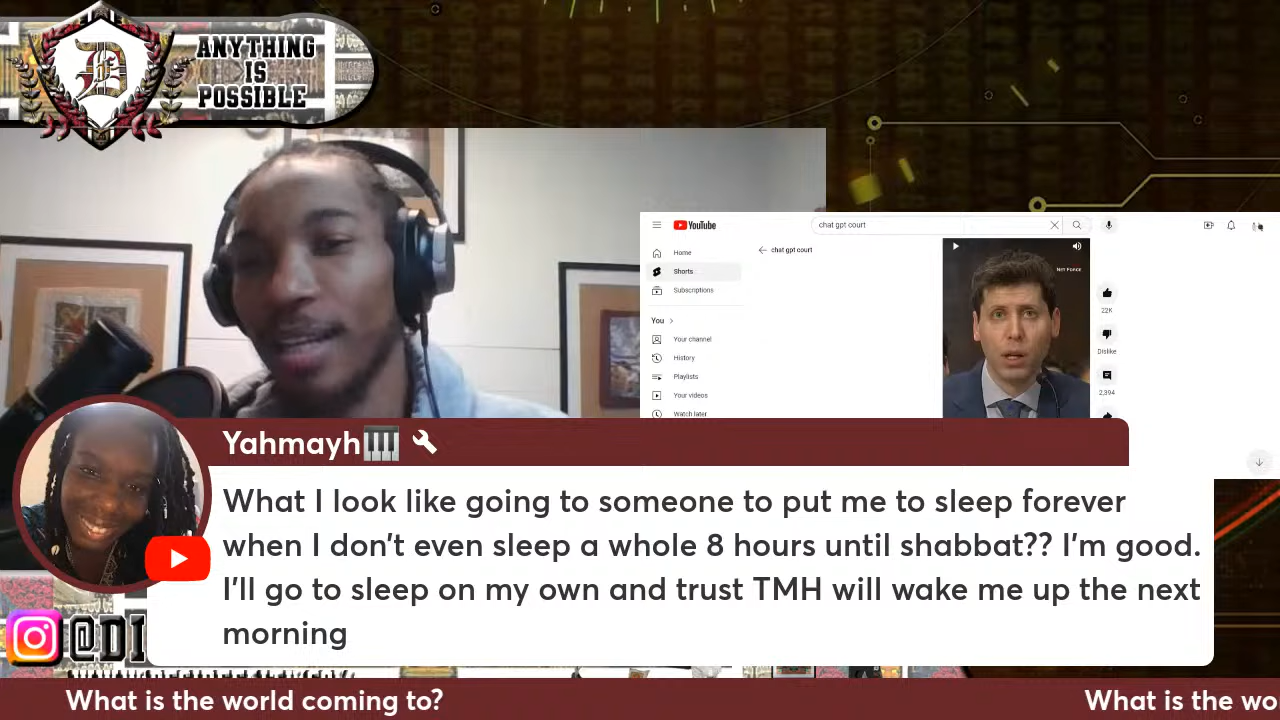 ANYTHING
IS
POSSIBLE
YouTube
chat gpt court
Home
Shorts
Subscriptions
You
Your channel
History
Playlists
Your videos
Watch later
chat gpt court
22K
Dislike
2,394
Yahmayh
What I look like going to someone to put me to sleep forever
when I don't even sleep a whole 8 hours until shabbat?? I'm good.
I'll go to sleep on my own and trust TMH will wake me up the next
morning
@DI
What is the world coming to?
What is the wo